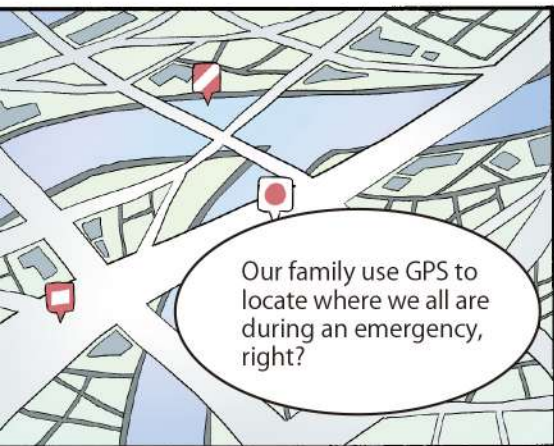 Our family use GPS to
locate where we all are
during an emergency,
right?